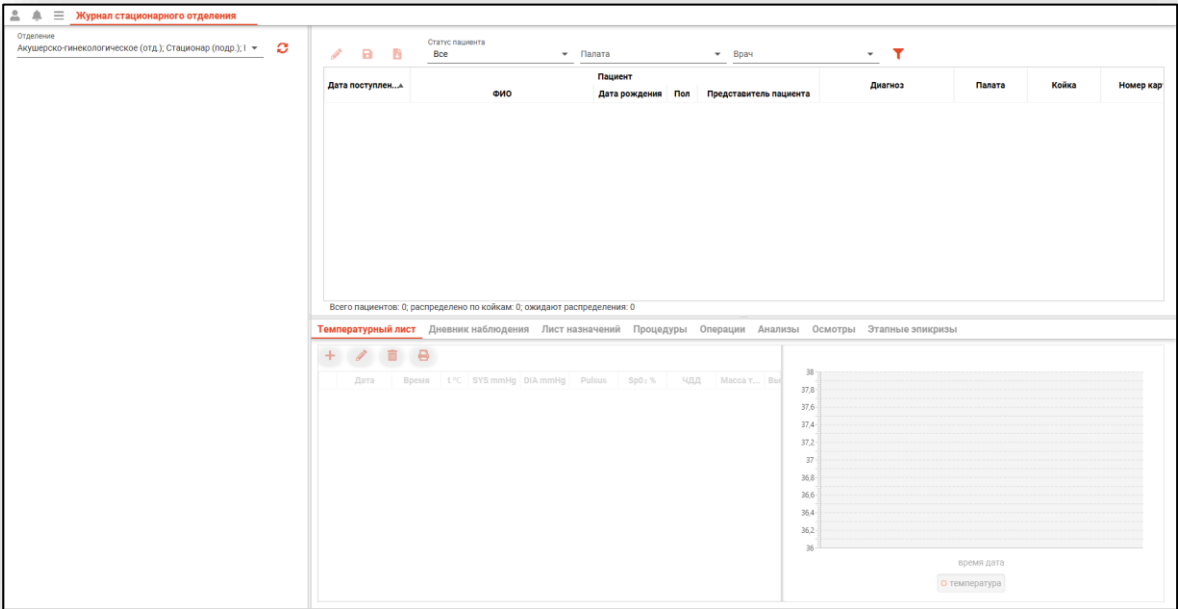 Журнал стационарного отделения
Отделение
Акушерско-гинекологическое (отд.); Стационар (подр.); I
Статус пациента
Все Палата Врач
Пациент
Дата поступлен... ФИО Дата рождения Пол Представитель пациента Диагноз Палата Койка Номер кар
Всего пациентов: 0; распределено по койкам: 0; ожидают распределения: 0
Температурный лист Дневник наблюдения Лист назначений Процедуры Операции Анализы Осмотры Этапные эпикризы
Дата Время t °C SYS mmHg DIA mmHg Pulsus SpO₂ % ЧДД Масса т... Вы
38
37,8
37,6
37,4
37,2
37
36,8
36,6
36,4
36,2
36
время дата
температура